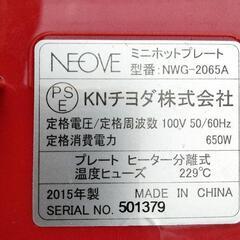 NEOVE ミニホットプレート
型番: NWG-2065A
PSE KNチヨダ株式会社
定格電圧/定格周波数 100V 50/60Hz
定格消費電力 650W
プレート ヒーター分離式
温度ヒューズ 229℃
2015年製 MADE IN CHINA
SERIAL NO. 501379